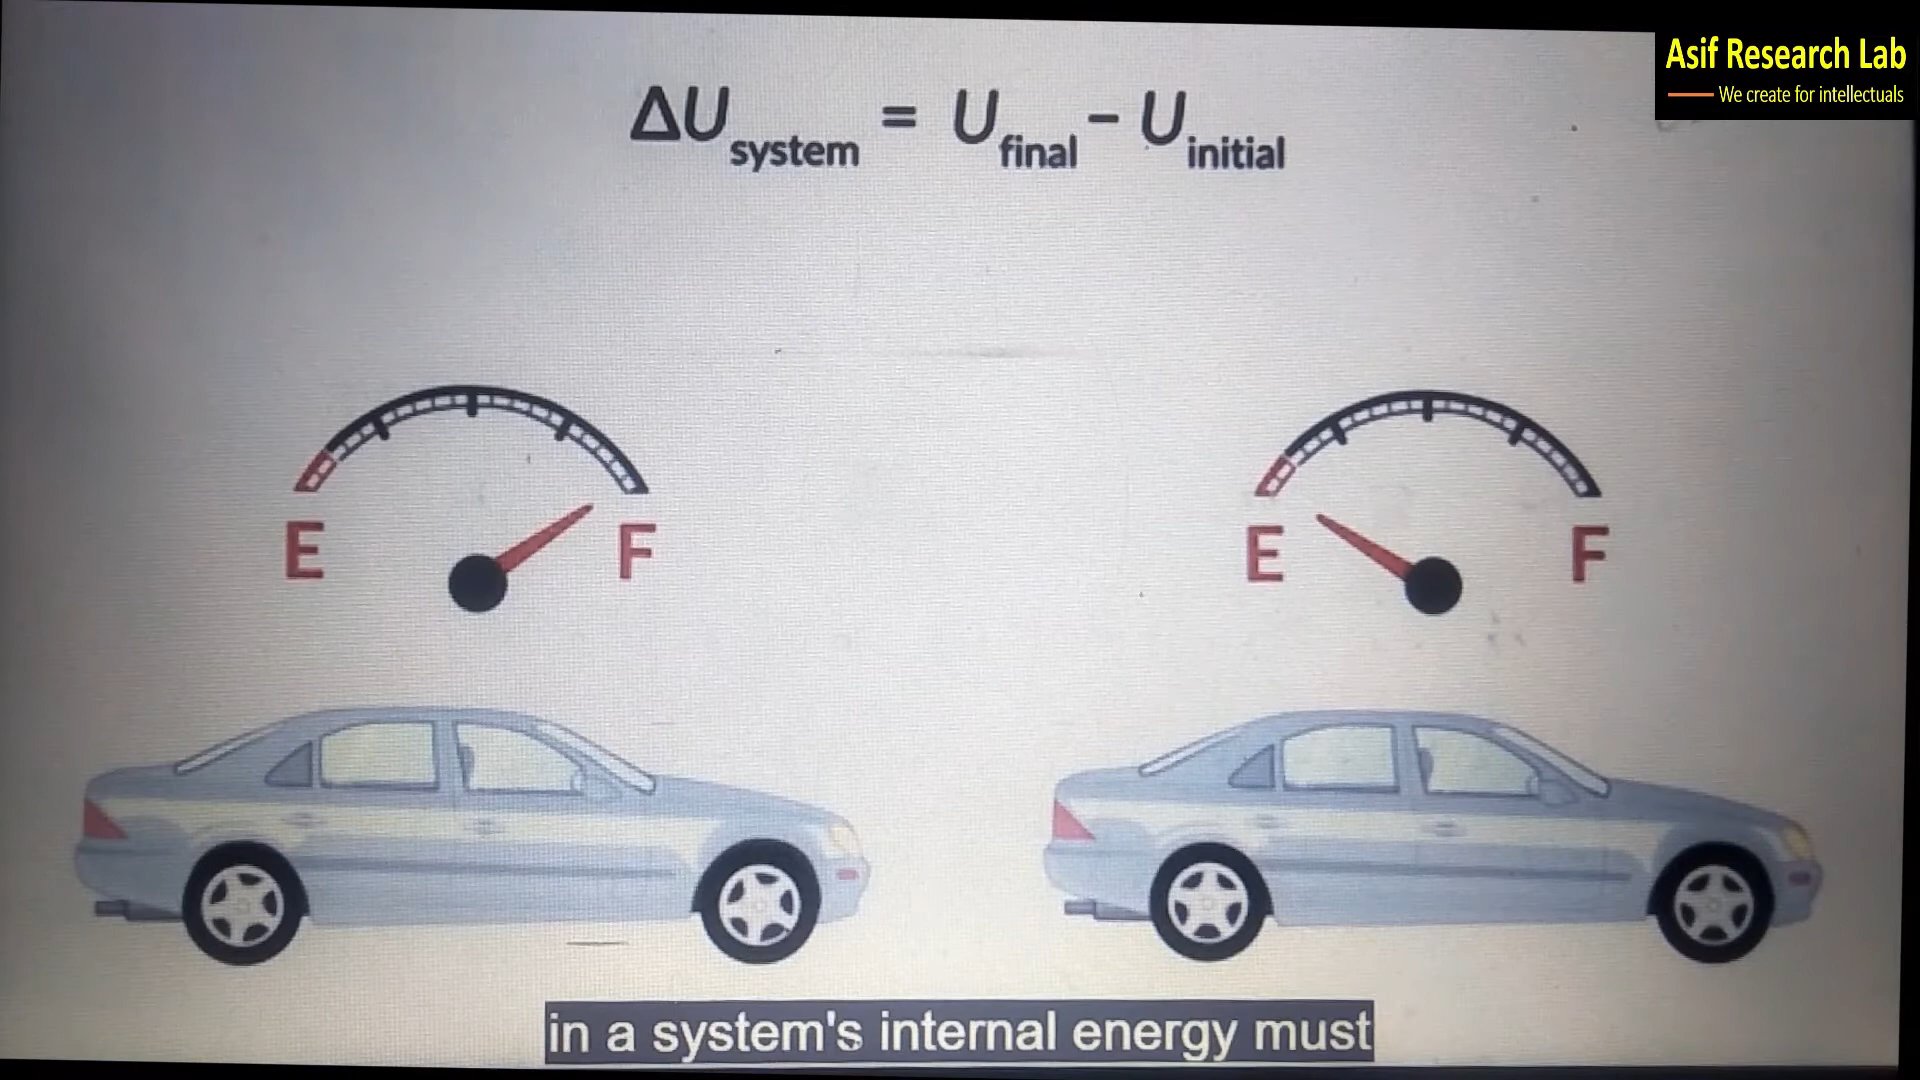 Asif Research Lab
We create for intellectuals
ΔU system = U final − U initial
E F
E F
in a system's internal energy must